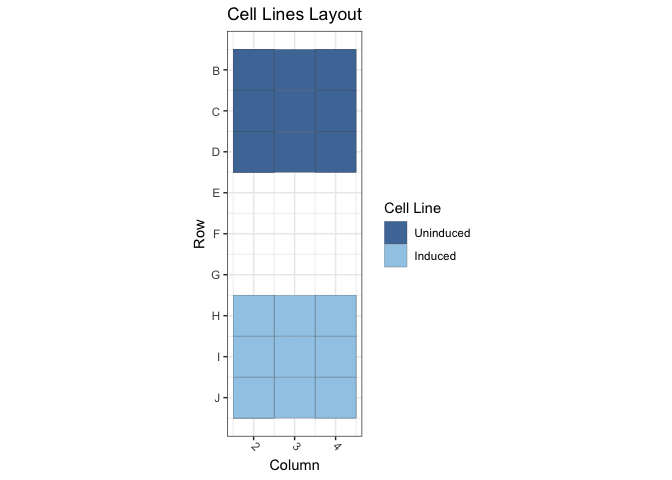 Cell Lines Layout
Row
B
C
D
E
F
G
H
I
J
2 3 4
Column
Cell Line
Uninduced
Induced